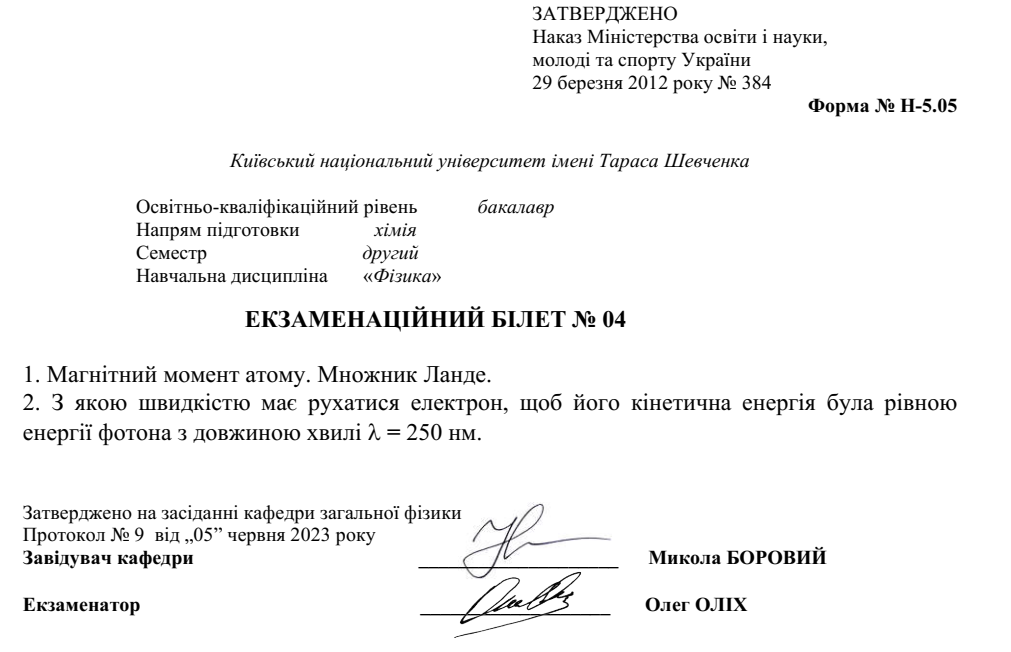 ЗАТВЕРДЖЕНО
Наказ Міністерства освіти і науки,
молоді та спорту України
29 березня 2012 року № 384
Форма № Н-5.05
Київський національний університет імені Тараса Шевченка
Освітньо-кваліфікаційний рівень бакалавр
Напрям підготовки хімія
Семестр другий
Навчальна дисципліна «Фізика»
ЕКЗАМЕНАЦІЙНИЙ БІЛЕТ № 04
1. Магнітний момент атому. Множник Ланде.
2. З якою швидкістю має рухатися електрон, щоб його кінетична енергія була рівною
енергії фотона з довжиною хвилі λ = 250 нм.
Затверджено на засіданні кафедри загальної фізики
Протокол № 9 від „05” червня 2023 року
Завідувач кафедри Микола БОРОВИЙ
Екзаменатор Олег ОЛІХ